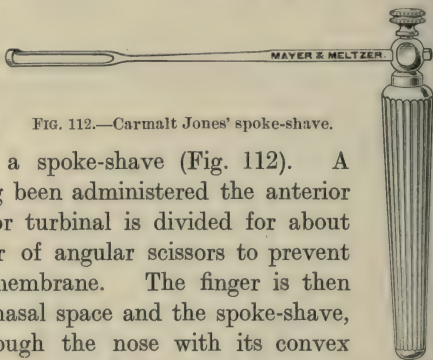 MAYER & MELTZER.
FIG. 112.—Carmalt Jones' spoke-shave.
a spoke-shave (Fig. 112). A
been administered the anterior
turbinal is divided for about
of angular scissors to prevent
membrane. The finger is then
nasal space and the spoke-shave,
the nose with its convex